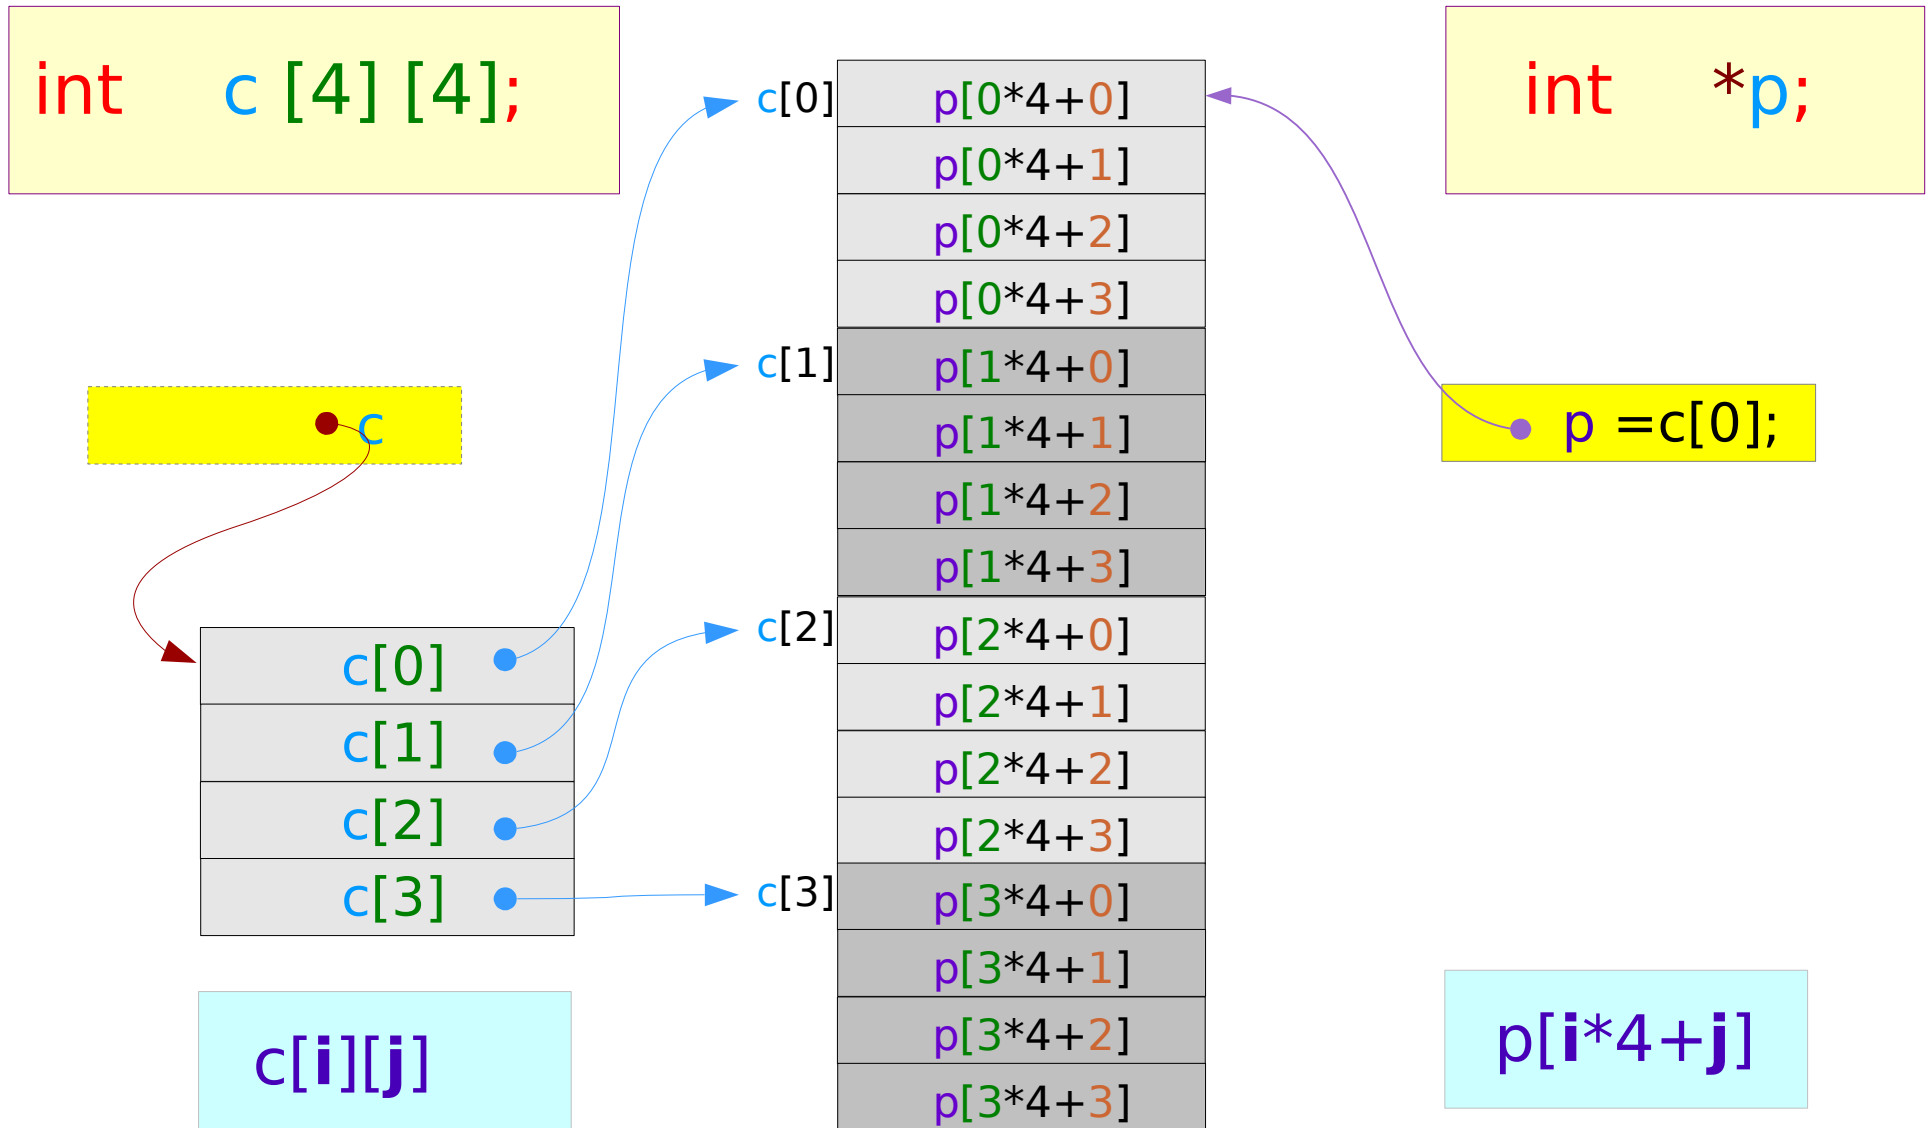 int c [4] [4];
int *p;
c[0]
p[0*4+0]
p[0*4+1]
p[0*4+2]
p[0*4+3]
c[1]
p[1*4+0]
p[1*4+1]
p[1*4+2]
p[1*4+3]
c[2]
p[2*4+0]
p[2*4+1]
p[2*4+2]
p[2*4+3]
c[3]
p[3*4+0]
p[3*4+1]
p[3*4+2]
p[3*4+3]
c
p =c[0];
c[0]
c[1]
c[2]
c[3]
c[i][j]
p[i*4+j]